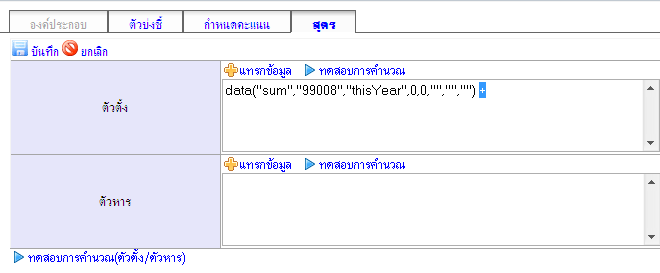 องค์ประกอบ ตัวบ่งชี้ กำหนดคะแนน สูตร
บันทึก ยกเลิก
แทรกข้อมูล ทดสอบการคำนวณ
ตัวตั้ง
data("sum","99008","thisYear",0,0,"","","") +
แทรกข้อมูล ทดสอบการคำนวณ
ตัวหาร
ทดสอบการคำนวณ(ตัวตั้ง/ตัวหาร)